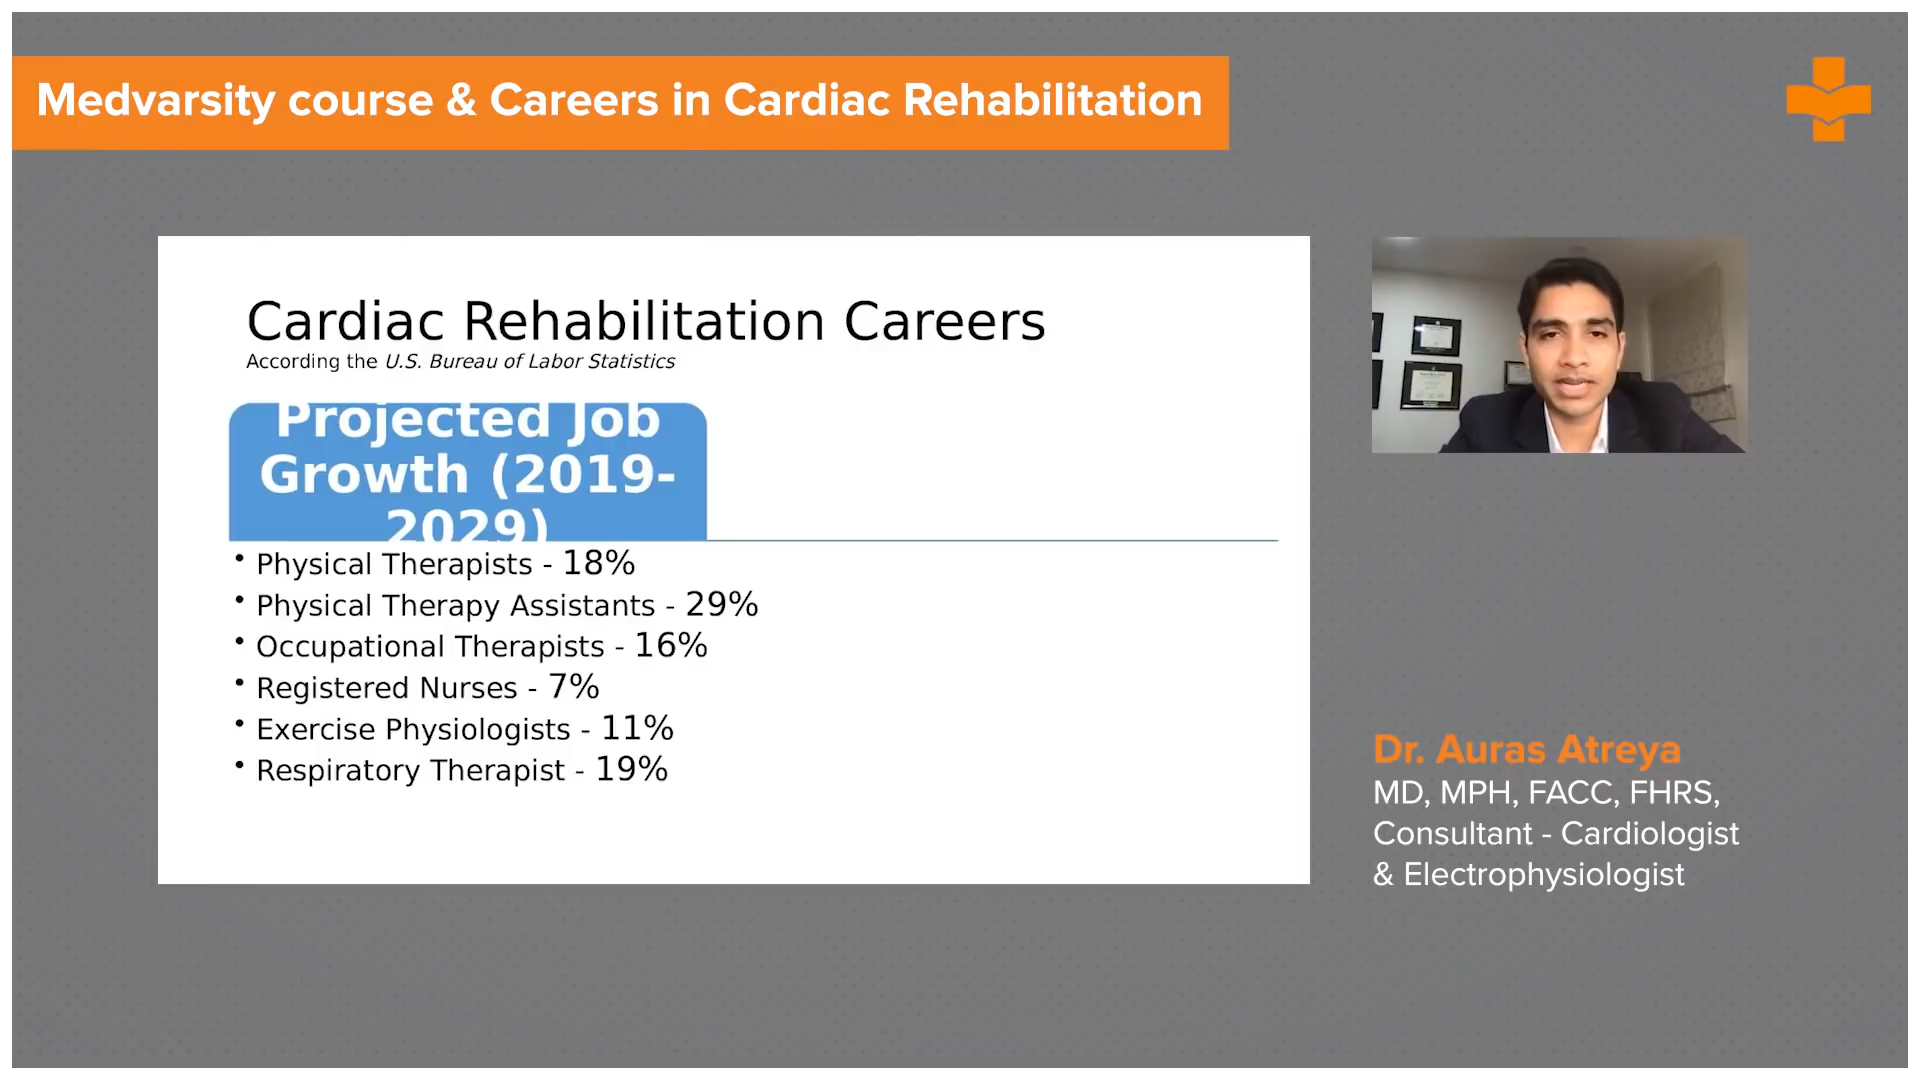 Medvarsity course & Careers in Cardiac Rehabilitation
Cardiac Rehabilitation Careers
According the U.S. Bureau of Labor Statistics
Projected Job
Growth (2019-
2029)
• Physical Therapists - 18%
• Physical Therapy Assistants - 29%
• Occupational Therapists - 16%
• Registered Nurses - 7%
• Exercise Physiologists - 11%
• Respiratory Therapist - 19%
Dr. Auras Atreya
MD, MPH, FACC, FHRS,
Consultant - Cardiologist
& Electrophysiologist